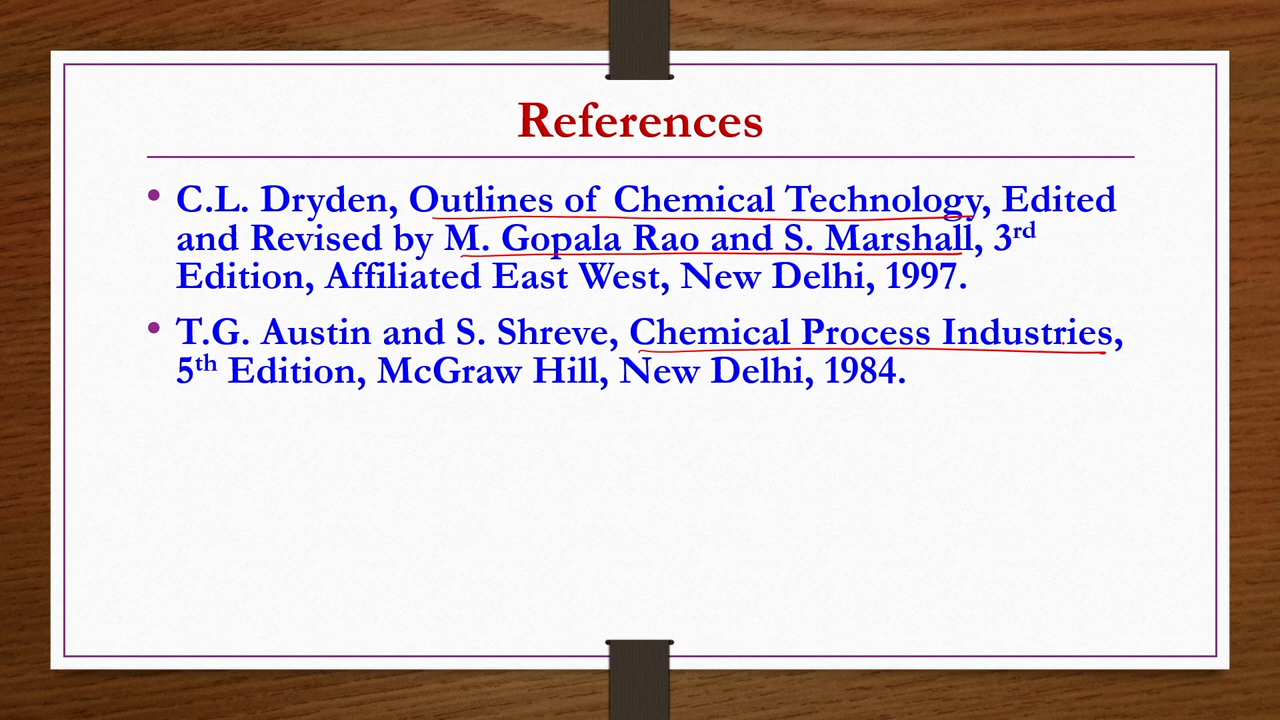 References
• C.L. Dryden, Outlines of Chemical Technology, Edited
and Revised by M. Gopala Rao and S. Marshall, 3rd
Edition, Affiliated East West, New Delhi, 1997.
• T.G. Austin and S. Shreve, Chemical Process Industries,
5th Edition, McGraw Hill, New Delhi, 1984.